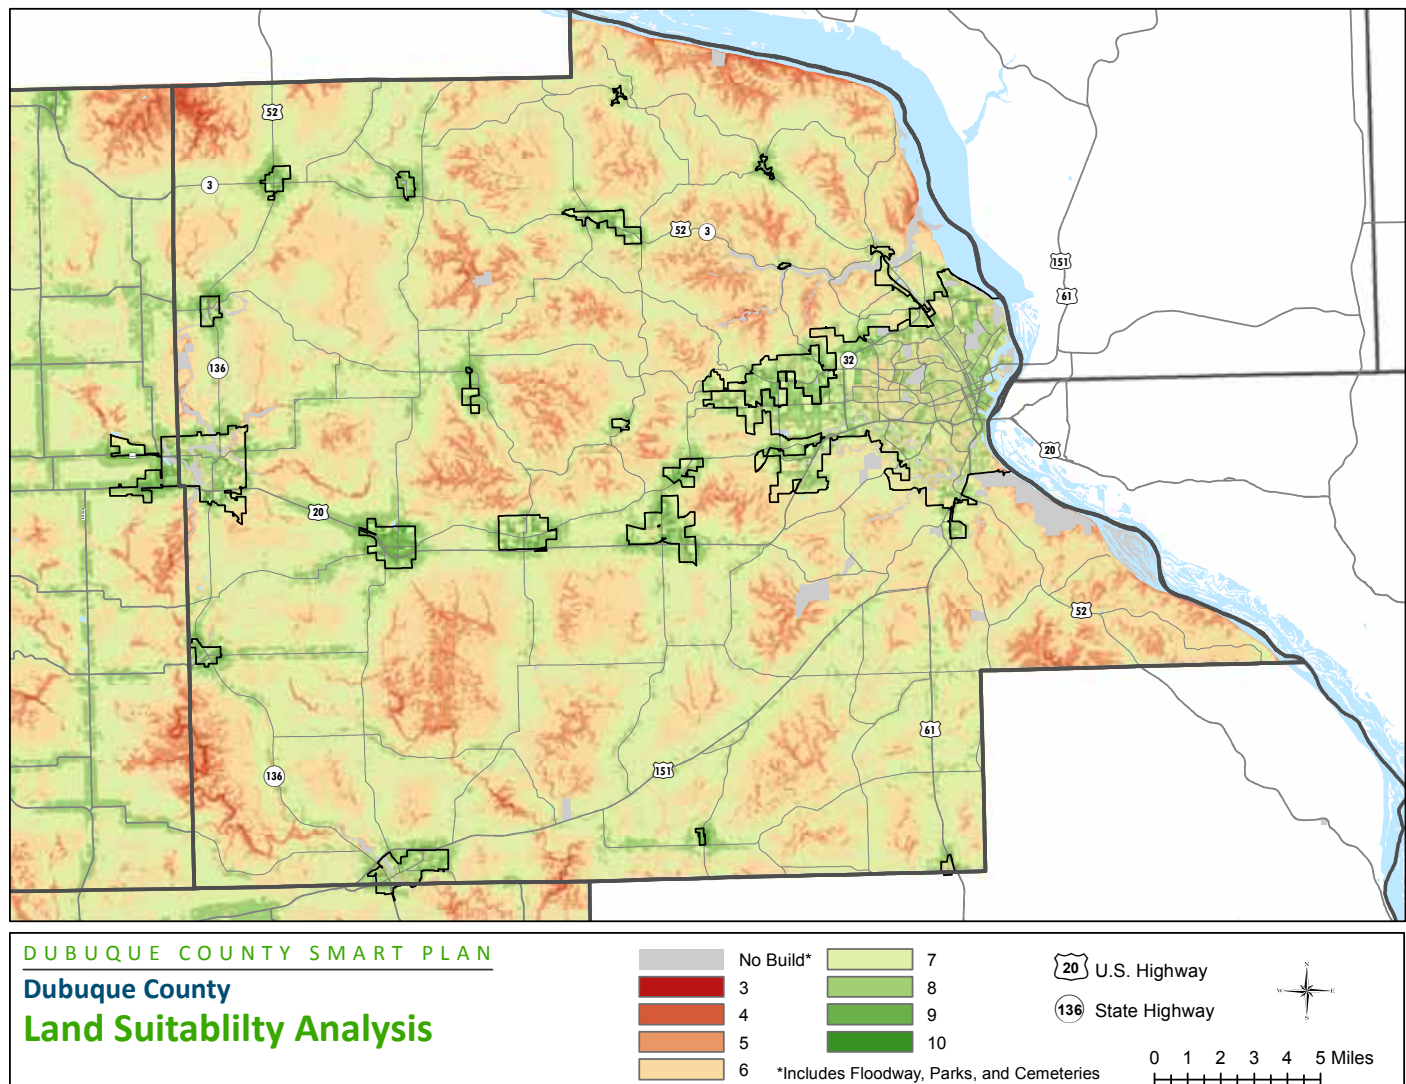 52
3
52
3
151
61
32
136
20
20
52
61
151
136
DUBUQUE COUNTY SMART PLAN
Dubuque County
Land Suitablilty Analysis
No Build*
3
4
5
6
7
8
9
10
*Includes Floodway, Parks, and Cemeteries
20 U.S. Highway
136 State Highway
N
W E
S
0 1 2 3 4 5 Miles